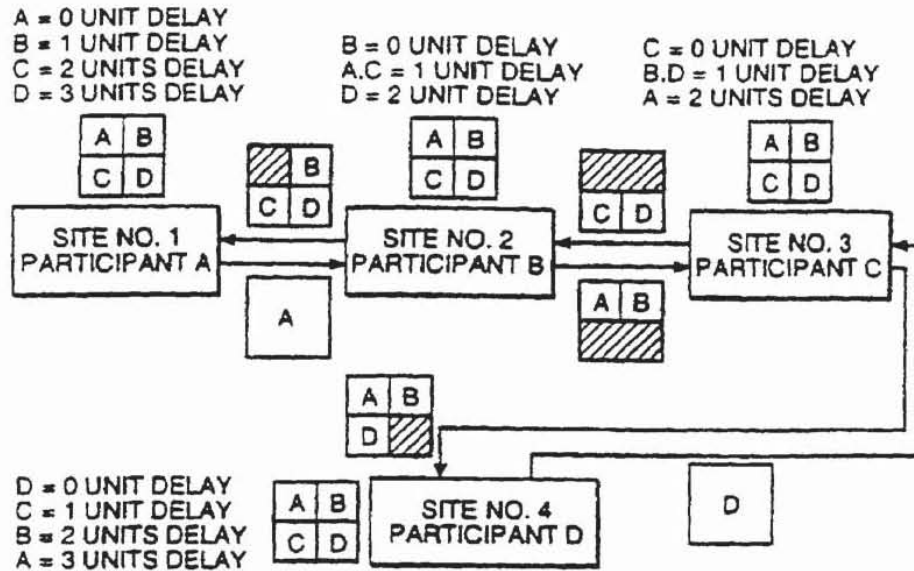 A = 0 UNIT DELAY
B = 1 UNIT DELAY
C = 2 UNITS DELAY
D = 3 UNITS DELAY
B = 0 UNIT DELAY
A.C = 1 UNIT DELAY
D = 2 UNIT DELAY
C = 0 UNIT DELAY
B.D = 1 UNIT DELAY
A = 2 UNITS DELAY
A B
C D
B
C D
A B
C D
C D
A B
C D
SITE NO. 1
PARTICIPANT A
SITE NO. 2
PARTICIPANT B
SITE NO. 3
PARTICIPANT C
A
A B
A B
D
D = 0 UNIT DELAY
C = 1 UNIT DELAY
B = 2 UNITS DELAY
A = 3 UNITS DELAY
A B
C D
SITE NO. 4
PARTICIPANT D
D